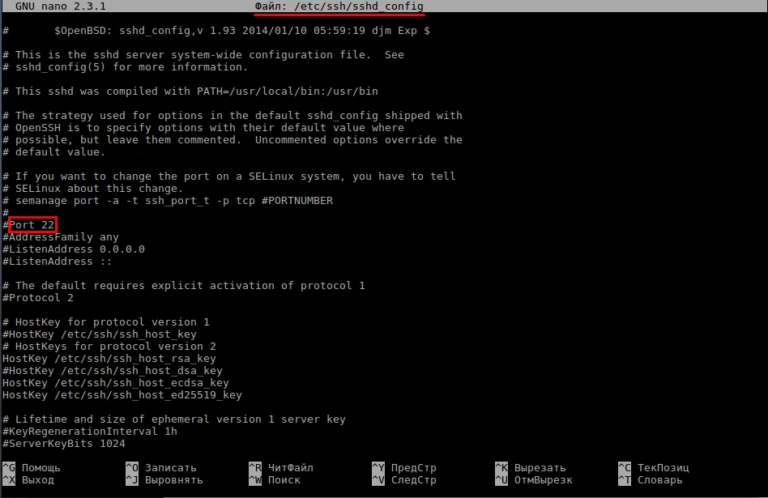 GNU nano 2.3.1 Файл: /etc/ssh/sshd_config
# $OpenBSD: sshd_config,v 1.93 2014/01/10 05:59:19 djm Exp $
# This is the sshd server system-wide configuration file.  See
# sshd_config(5) for more information.
# This sshd was compiled with PATH=/usr/local/bin:/usr/bin
# The strategy used for options in the default sshd_config shipped with
# OpenSSH is to specify options with their default value where
# possible, but leave them commented.  Uncommented options override the
# default value.
# If you want to change the port on a SELinux system, you have to tell
# SELinux about this change.
# semanage port -a -t ssh_port_t -p tcp #PORTNUMBER
#
#Port 22
#AddressFamily any
#ListenAddress 0.0.0.0
#ListenAddress ::
# The default requires explicit activation of protocol 1
#Protocol 2
# HostKey for protocol version 1
#HostKey /etc/ssh/ssh_host_key
# HostKeys for protocol version 2
HostKey /etc/ssh/ssh_host_rsa_key
#HostKey /etc/ssh/ssh_host_dsa_key
HostKey /etc/ssh/ssh_host_ecdsa_key
HostKey /etc/ssh/ssh_host_ed25519_key
# Lifetime and size of ephemeral version 1 server key
#KeyRegenerationInterval 1h
#ServerKeyBits 1024
^G Помощь ^O Записать ^R ЧитФайл ^Y ПредСтр ^K Вырезать ^C ТекПозиц
^X Выход ^J Выровнять ^W Поиск ^V СледСтр ^U ОтмВырезк ^T Словарь